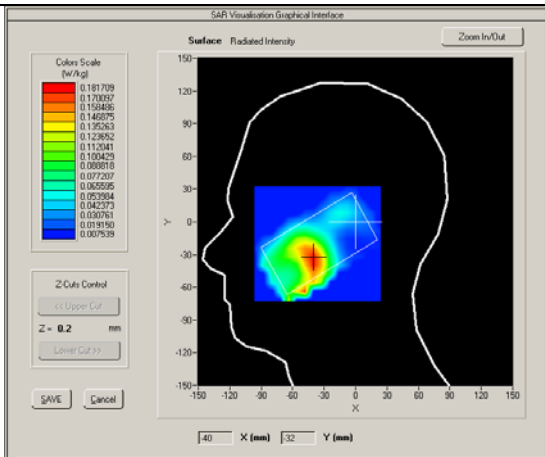 SAR Visualisation Graphical Interface
Surface Radiated Intensity
Zoom In/Out
Colors Scale
(W/kg)
0.181709
0.170097
0.158486
0.146875
0.135263
0.123652
0.112041
0.100429
0.088818
0.077207
0.065595
0.053984
0.042373
0.030761
0.019150
0.007539
Z-Cuts Control
<< Upper Cut
Z = 0.2 mm
Lower Cut >>
SAVE Cancel
150
120
90
60
30
0
-30
-60
-90
-120
-150
Y
-150 -120 -90 -60 -30 0 30 60 90 120 150
X
-40 X (mm) -32 Y (mm)